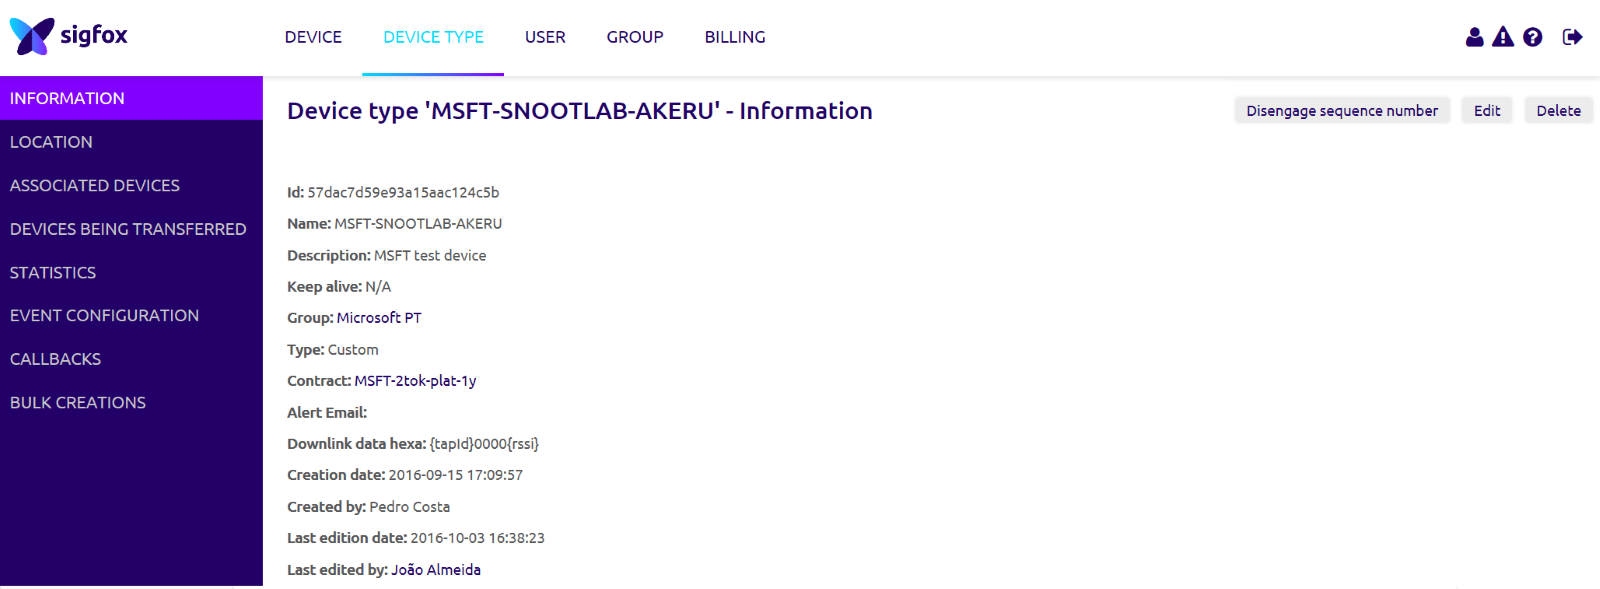 sigfox
DEVICE DEVICE TYPE USER GROUP BILLING
INFORMATION
LOCATION
ASSOCIATED DEVICES
DEVICES BEING TRANSFERRED
STATISTICS
EVENT CONFIGURATION
CALLBACKS
BULK CREATIONS
Device type 'MSFT-SNOOTLAB-AKERU' - Information
Disengage sequence number Edit Delete
Id: 57dac7d59e93a15aac124c5b
Name: MSFT-SNOOTLAB-AKERU
Description: MSFT test device
Keep alive: N/A
Group: Microsoft PT
Type: Custom
Contract: MSFT-2tok-plat-1y
Alert Email:
Downlink data hexa: {tapId}0000{rssi}
Creation date: 2016-09-15 17:09:57
Created by: Pedro Costa
Last edition date: 2016-10-03 16:38:23
Last edited by: João Almeida